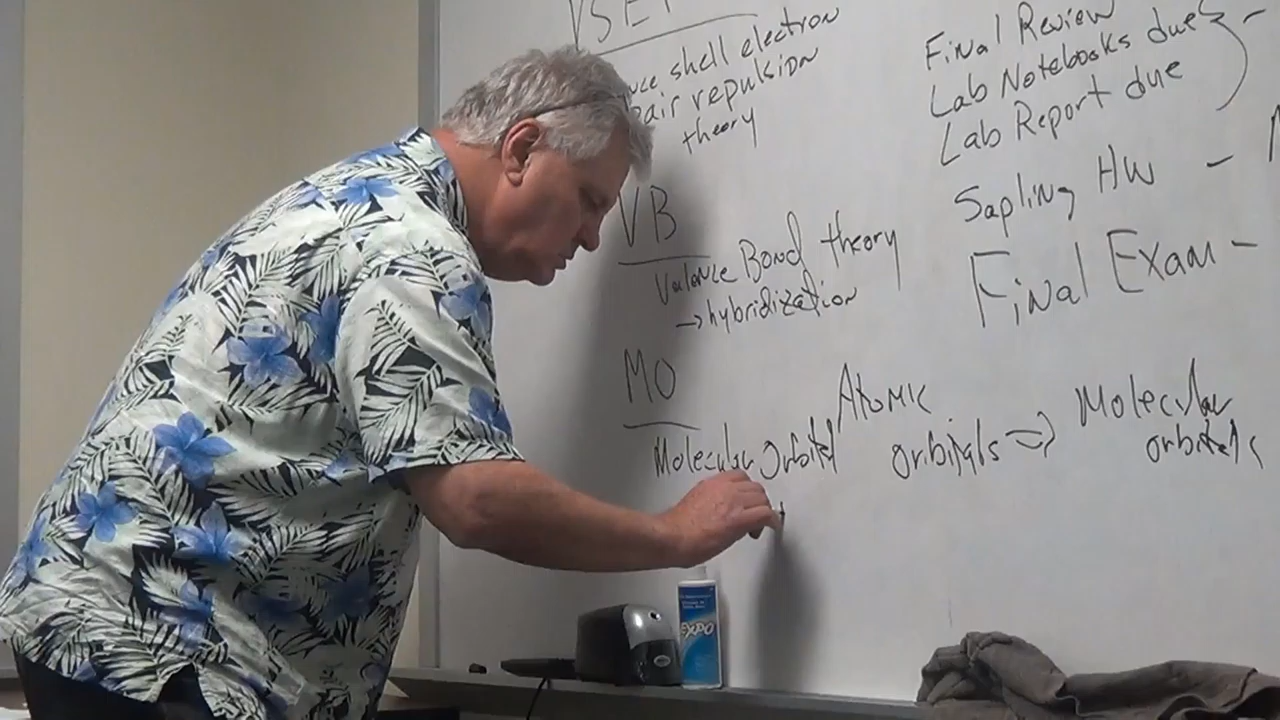 VSEP
shell electron
pair repulsion
theory
VB
Valence Bond theory
→hybridization
MO
Molecular Orbital
Atomic
orbitals ⇒ Molecular
orbitals
Final Review
Lab Notebooks due
Lab Report due
Sapling HW -
Final Exam -